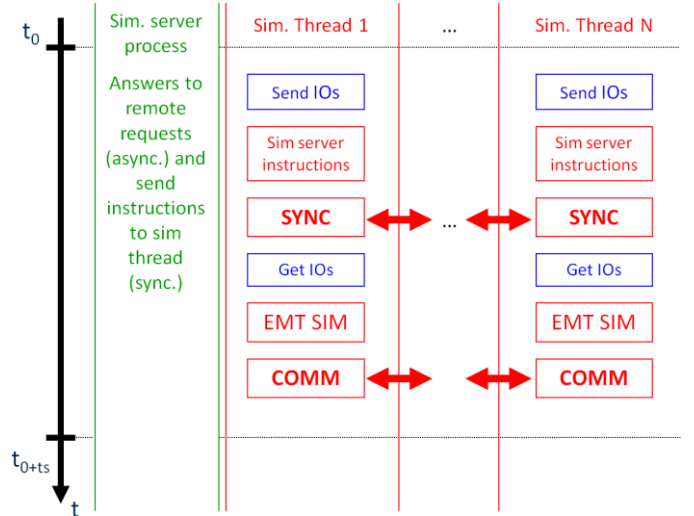 t0
Sim. server
process
Sim. Thread 1
...
Sim. Thread N
Answers to
remote
requests
(async.) and
send
instructions
to sim
thread
(sync.)
Send IOs
Send IOs
Sim server
instructions
Sim server
instructions
SYNC
...
SYNC
Get IOs
Get IOs
EMT SIM
EMT SIM
COMM
COMM
t0+ts
t